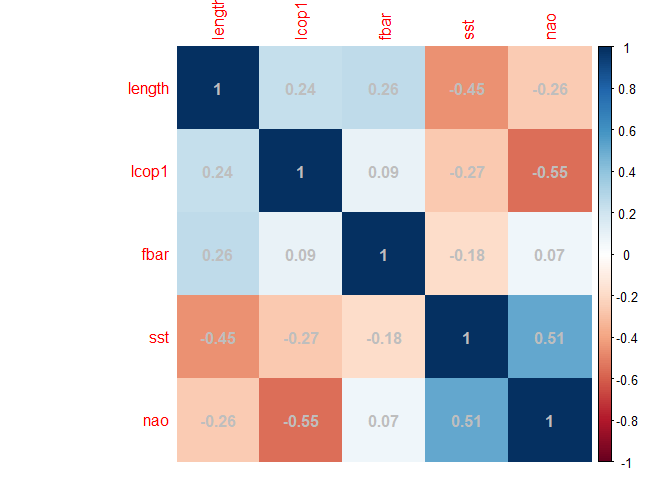 length lcop1 fbar sst nao
length 1 0.24 0.26 -0.45 -0.26
lcop1 0.24 1 0.09 -0.27 -0.55
fbar 0.26 0.09 1 -0.18 0.07
sst -0.45 -0.27 -0.18 1 0.51
nao -0.26 -0.55 0.07 0.51 1
1
0.8
0.6
0.4
0.2
0
-0.2
-0.4
-0.6
-0.8
-1